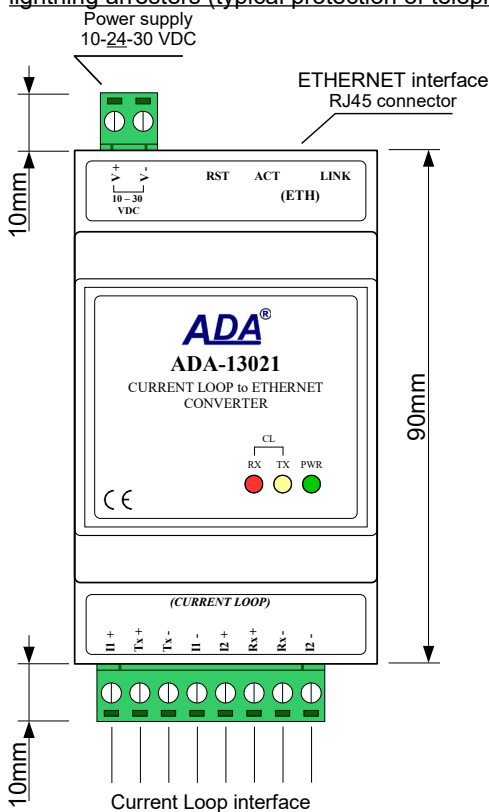 lightning arresters (typical protection of teleph
Power supply
10-24-30 VDC
ETHERNET interface
RJ45 connector
10mm
V+ V-
10 – 30
VDC
RST ACT LINK
(ETH)
ADA®
ADA-13021
CURRENT LOOP to ETHERNET
CONVERTER
CL
RX TX PWR
CE
90mm
(CURRENT LOOP)
I1 + Tx + Tx - I1 - I2 + Rx + Rx - I2 -
10mm
Current Loop interface